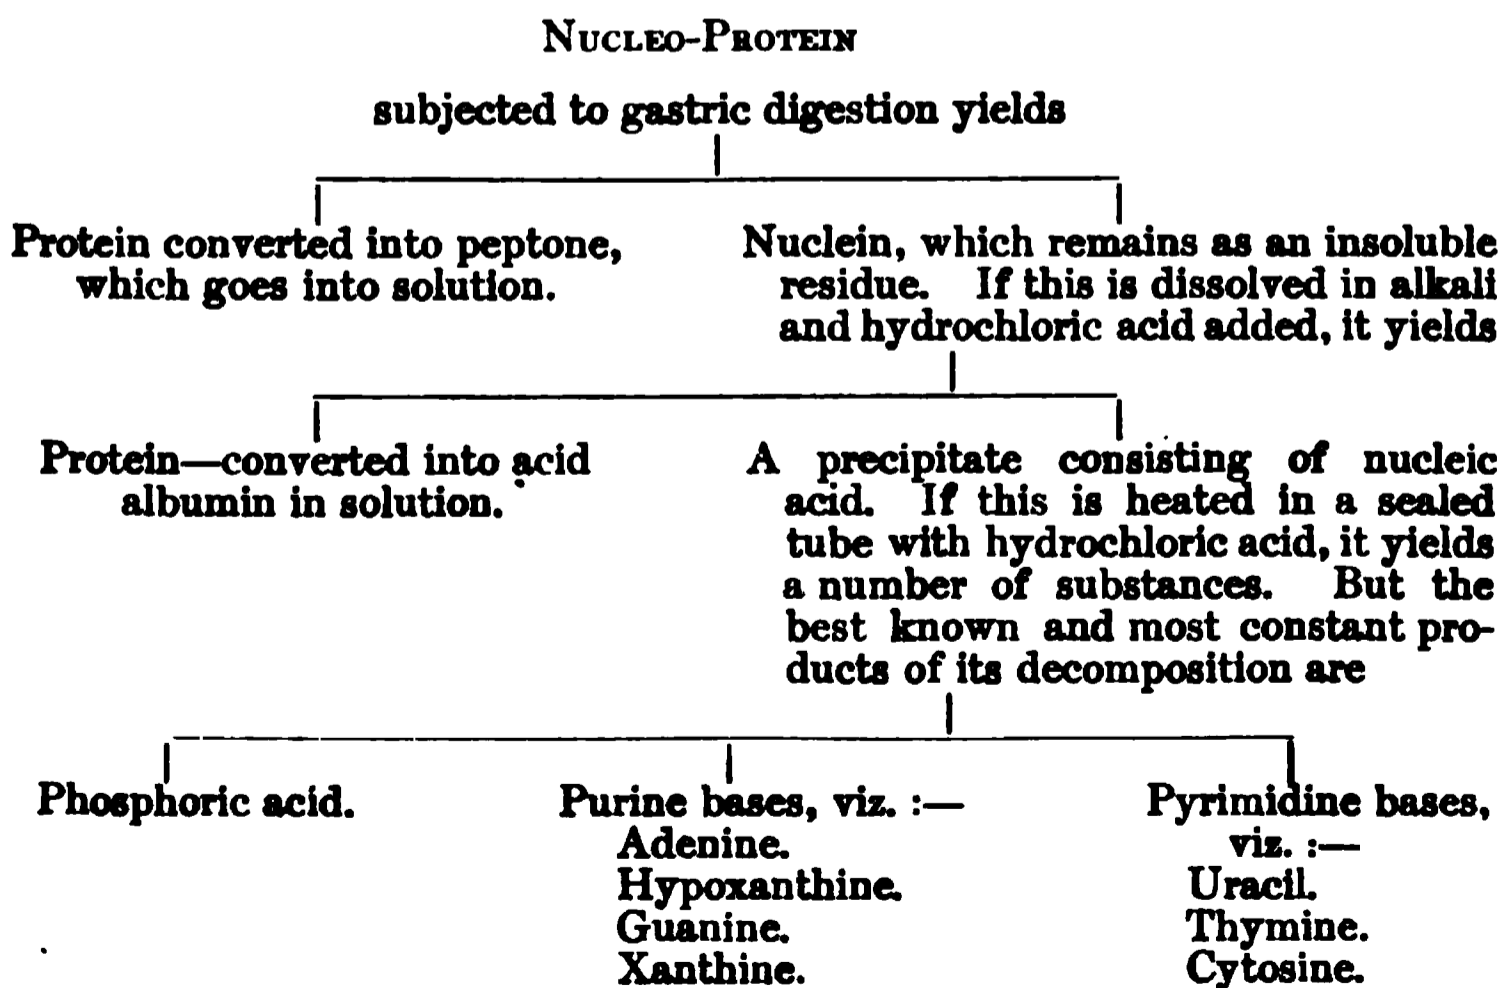 NUCLEO-PROTEIN
subjected to gastric digestion yields
Protein converted into peptone,
which goes into solution.
Nuclein, which remains as an insoluble
residue. If this is dissolved in alkali
and hydrochloric acid added, it yields
Protein—converted into acid
albumin in solution.
A precipitate consisting of nucleic
acid. If this is heated in a sealed
tube with hydrochloric acid, it yields
a number of substances. But the
best known and most constant pro-
ducts of its decomposition are
Phosphoric acid.
Purine bases, viz. :—
Adenine.
Hypoxanthine.
Guanine.
Xanthine.
Pyrimidine bases,
viz. :—
Uracil.
Thymine.
Cytosine.